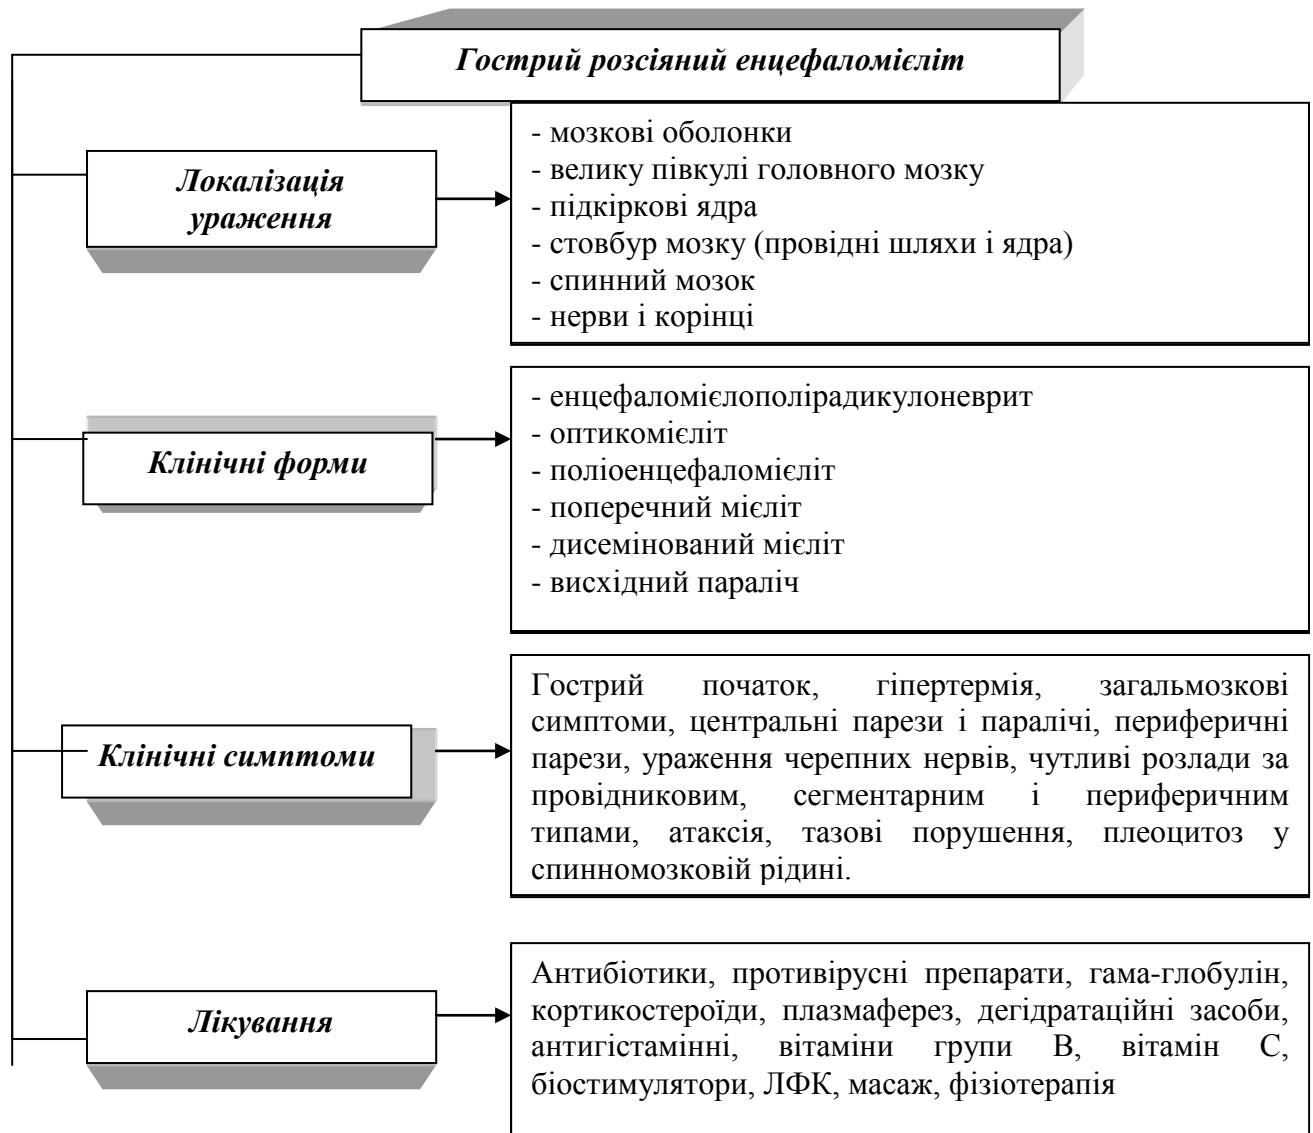 Гострий розсіяний енцефаломієліт
Локалізація
ураження
- мозкові оболонки
- велику півкулі головного мозку
- підкіркові ядра
- стовбур мозку (провідні шляхи і ядра)
- спинний мозок
- нерви і корінці
Клінічні форми
- енцефаломієлополірадикулоневрит
- оптикомієліт
- поліоенцефаломієліт
- поперечний мієліт
- дисемінований мієліт
- висхідний параліч
Клінічні симптоми
Гострий початок, гіпертермія, загальмозкові
симптоми, центральні парези і паралічі, периферичні
парези, ураження черепних нервів, чутливі розлади за
провідниковим, сегментарним і периферичним
типами, атаксія, тазові порушення, плеоцитоз у
спинномозковій рідині.
Лікування
Антибіотики, противірусні препарати, гама-глобулін,
кортикостероїди, плазмаферез, дегідратаційні засоби,
антигістамінні, вітаміни групи В, вітамін С,
біостимулятори, ЛФК, масаж, фізіотерапія